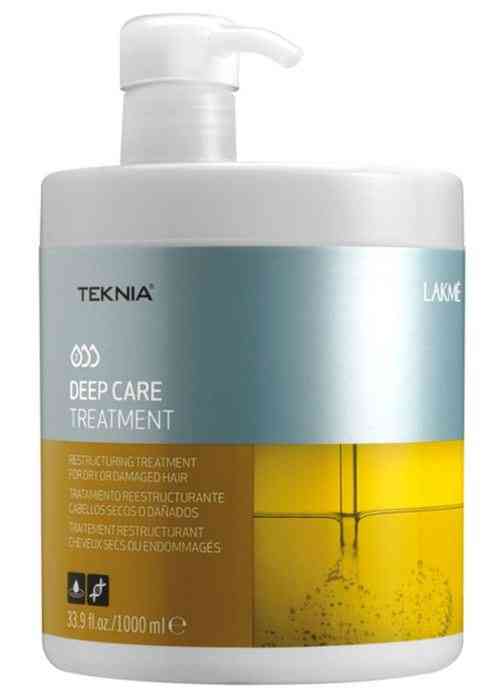 TEKNIA®
LAKMÉ
DEEP CARE
TREATMENT
RESTRUCTURING TREATMENT
FOR DRY OR DAMAGED HAIR
TRATAMIENTO REESTRUCTURANTE
CABELLOS SECOS O DAÑADOS
TRAITEMENT RESTRUCTURANT
CHEVEUX SECS OU ENDOMMAGÉS
33.9 fl.oz./1000 ml ℮